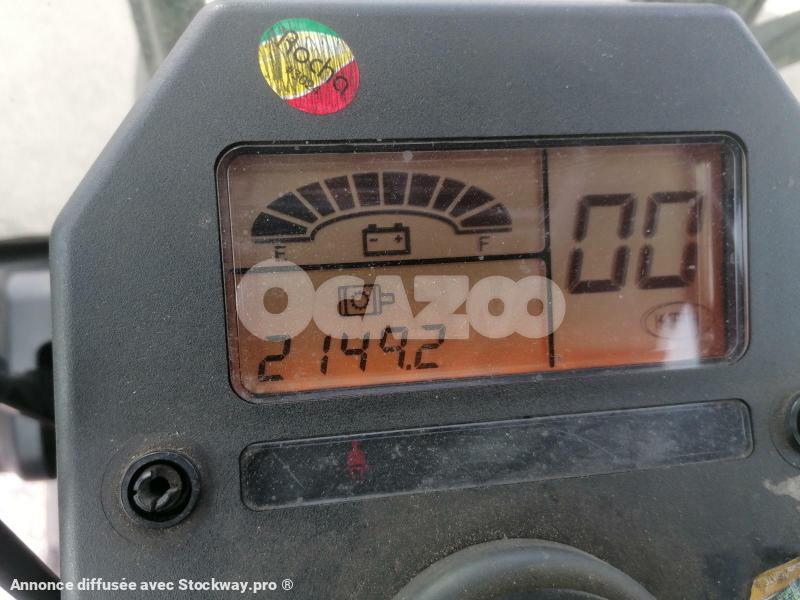 Rocha
F
F
00
OCAZOO
2149.2
Annonce diffusée avec Stockway.pro ®